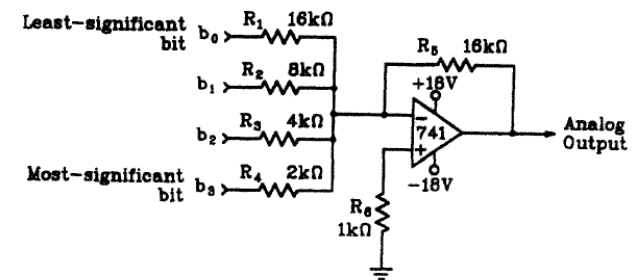 Least-significant bit
b₀ R₁ 16kΩ
b₁ R₂ 8kΩ
b₂ R₃ 4kΩ
Most-significant bit
b₃ R₄ 2kΩ
R₅ 16kΩ
+18V
−
741
+
−18V
R₆
1kΩ
Analog
Output